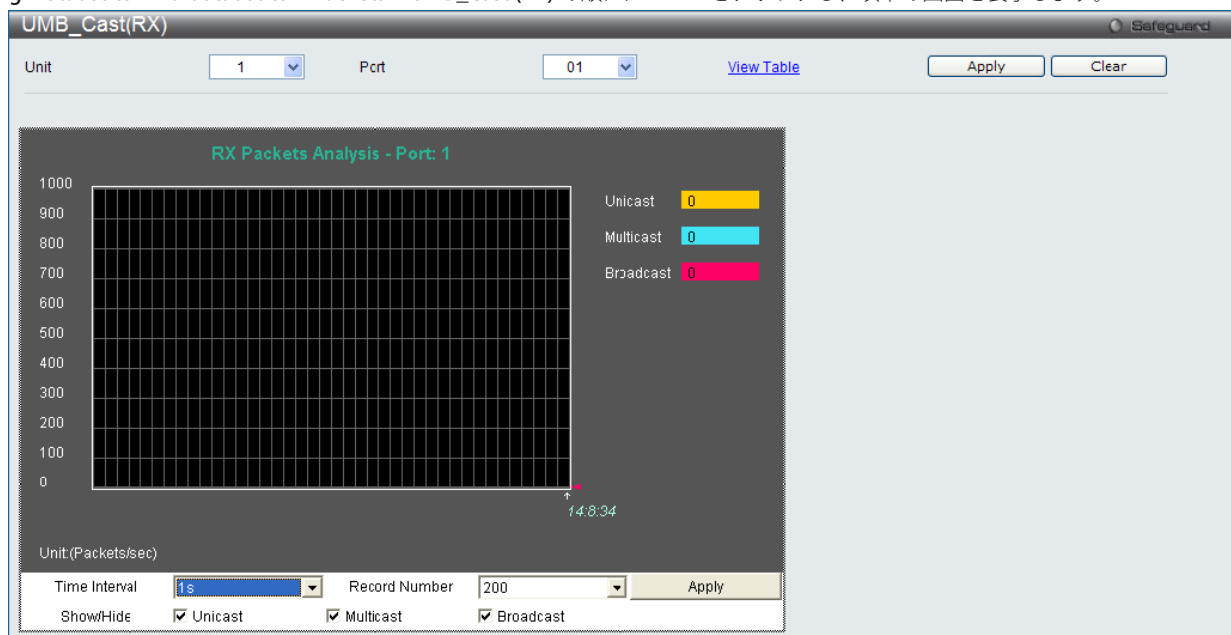 UMB_Cast(RX)
Safeguard
Unit 1 Port 01 View Table Apply Clear
RX Packets Analysis - Port: 1
1000
900
800
700
600
500
400
300
200
100
0
Unicast 0
Multicast 0
Broadcast 0
14:8:34
Unit:(Packets/sec)
Time Interval 1s Record Number 200 Apply
Show/Hide Unicast Multicast Broadcast